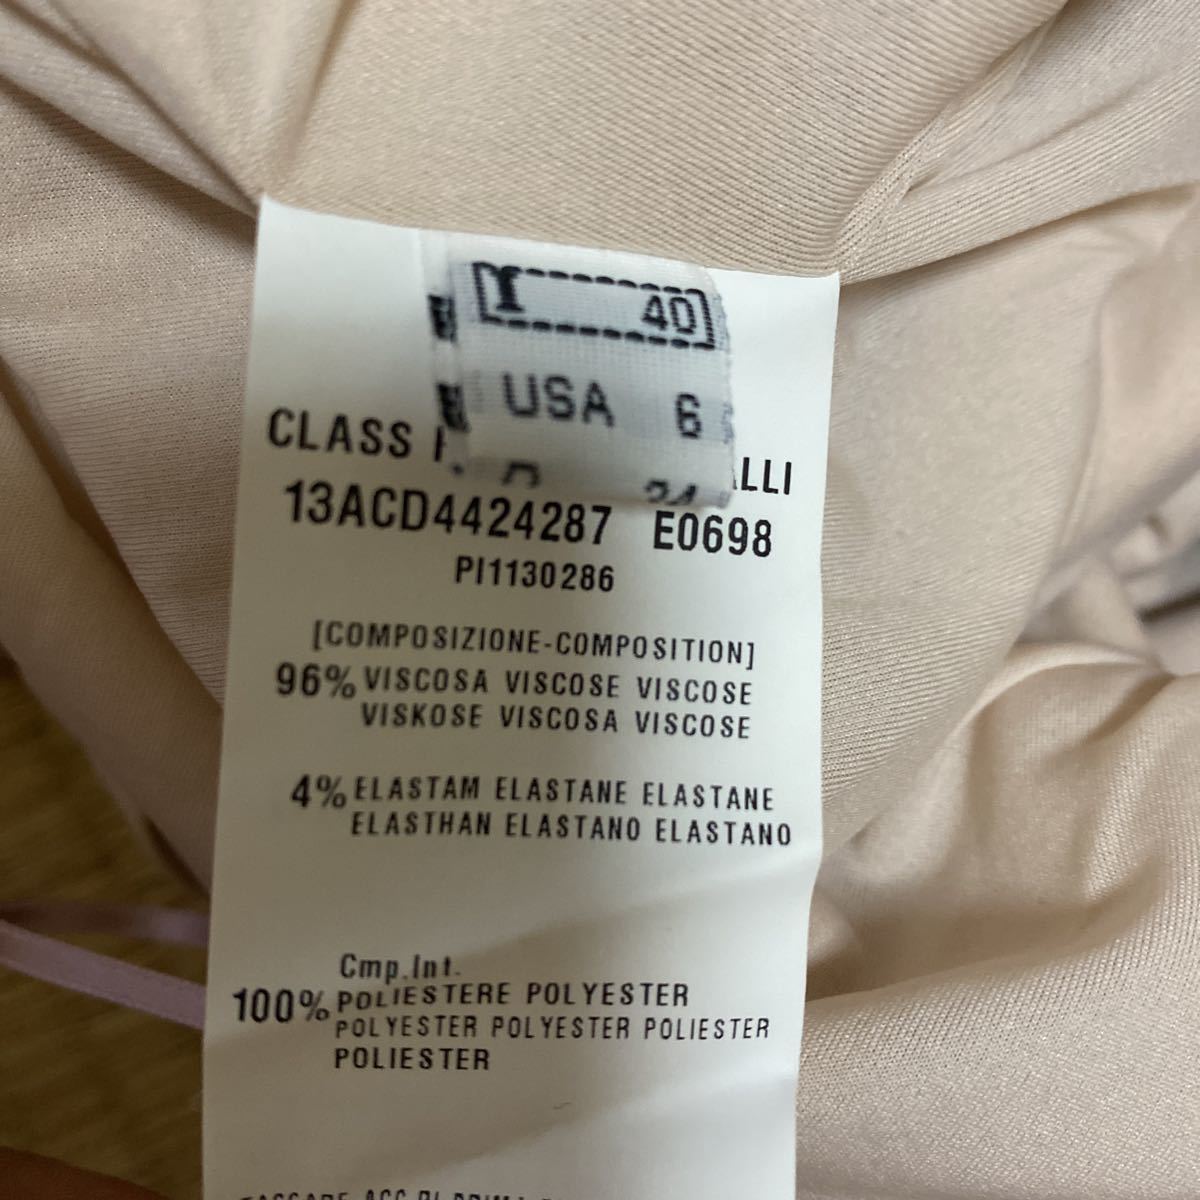 I 40
USA 6
CLASS
13ACD4424287 E0698
PI1130286
[COMPOSIZIONE-COMPOSITION]
96% VISCOSA VISCOSE VISCOSE
VISKOSE VISCOSA VISCOSE
4% ELASTAM ELASTANE ELASTANE
ELASTHAN ELASTANO ELASTANO
Cmp.Int.
100% POLIESTERE POLYESTER
POLYESTER POLYESTER POLIESTER
POLIESTER